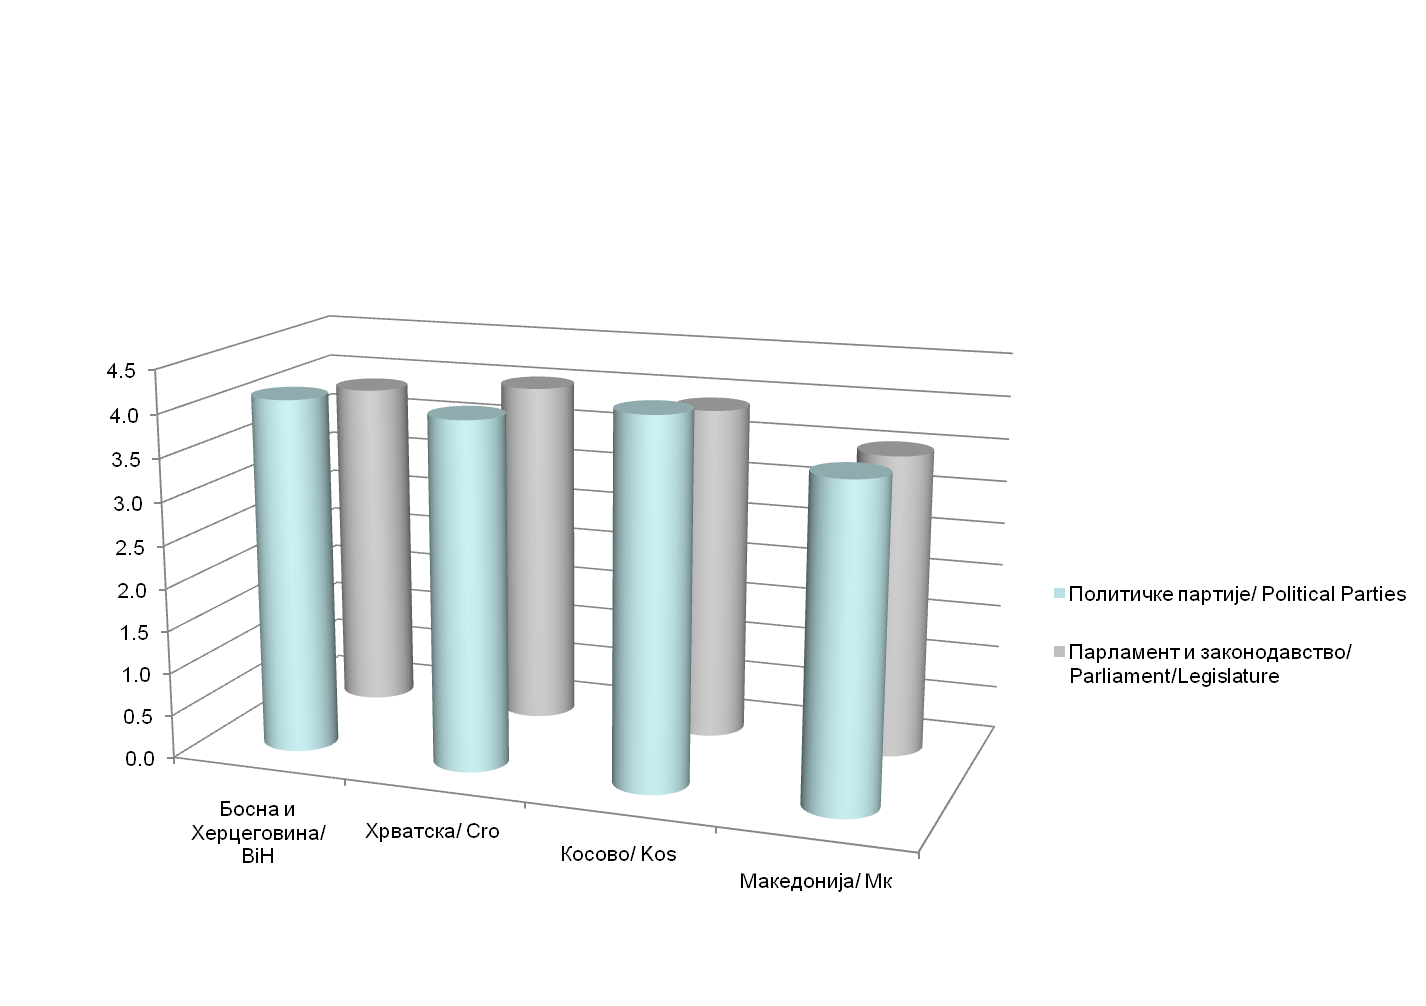 4.5
4.0
3.5
3.0
2.5
2.0
1.5
1.0
0.5
0.0
Босна и
Херцеговина/
BiH
Хрватска/ Cro
Косово/ Kos
Македонија/ Мк
Политичке партије/ Political Parties
Парламент и законодавство/
Parliament/Legislature